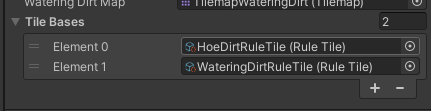 Watering Dirt Map TilemapWateringDirt (Tilemap)
Tile Bases 2
Element 0 HoeDirtRuleTile (Rule Tile)
Element 1 WateringDirtRuleTile (Rule Tile)
+ −